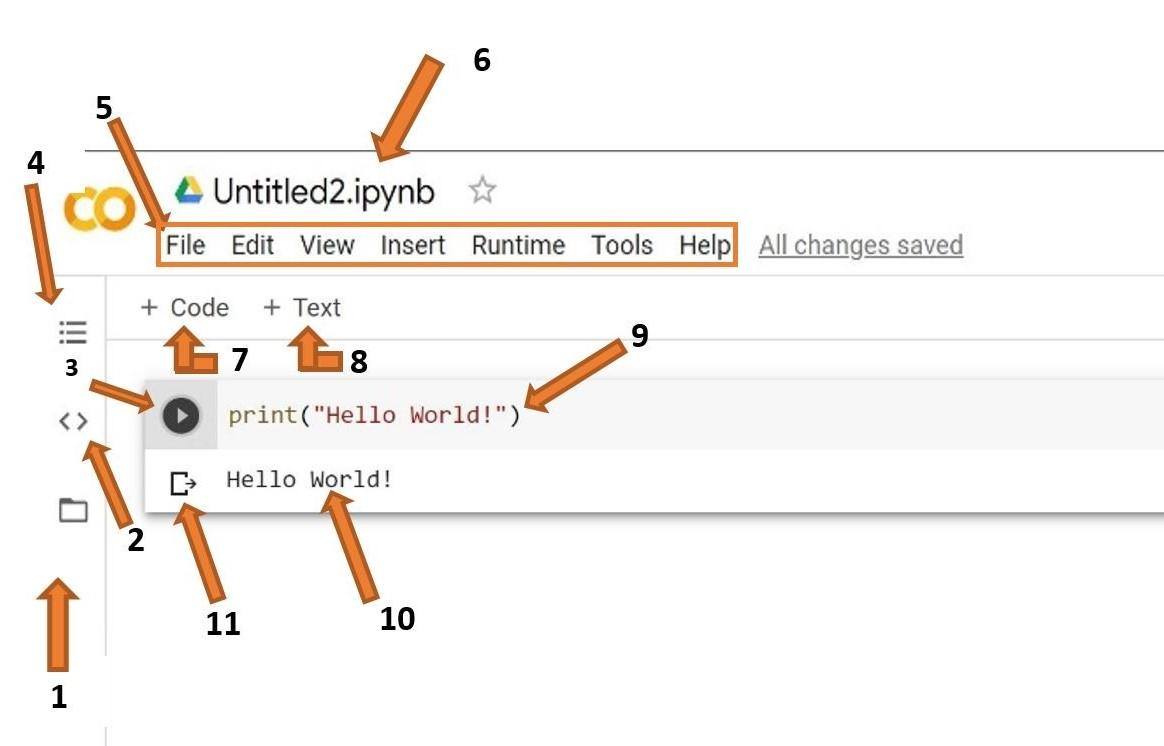 6
5
4
CO
Untitled2.ipynb
File Edit View Insert Runtime Tools Help All changes saved
+ Code + Text
3 7 8 9
print("Hello World!")
Hello World!
2
11 10
1